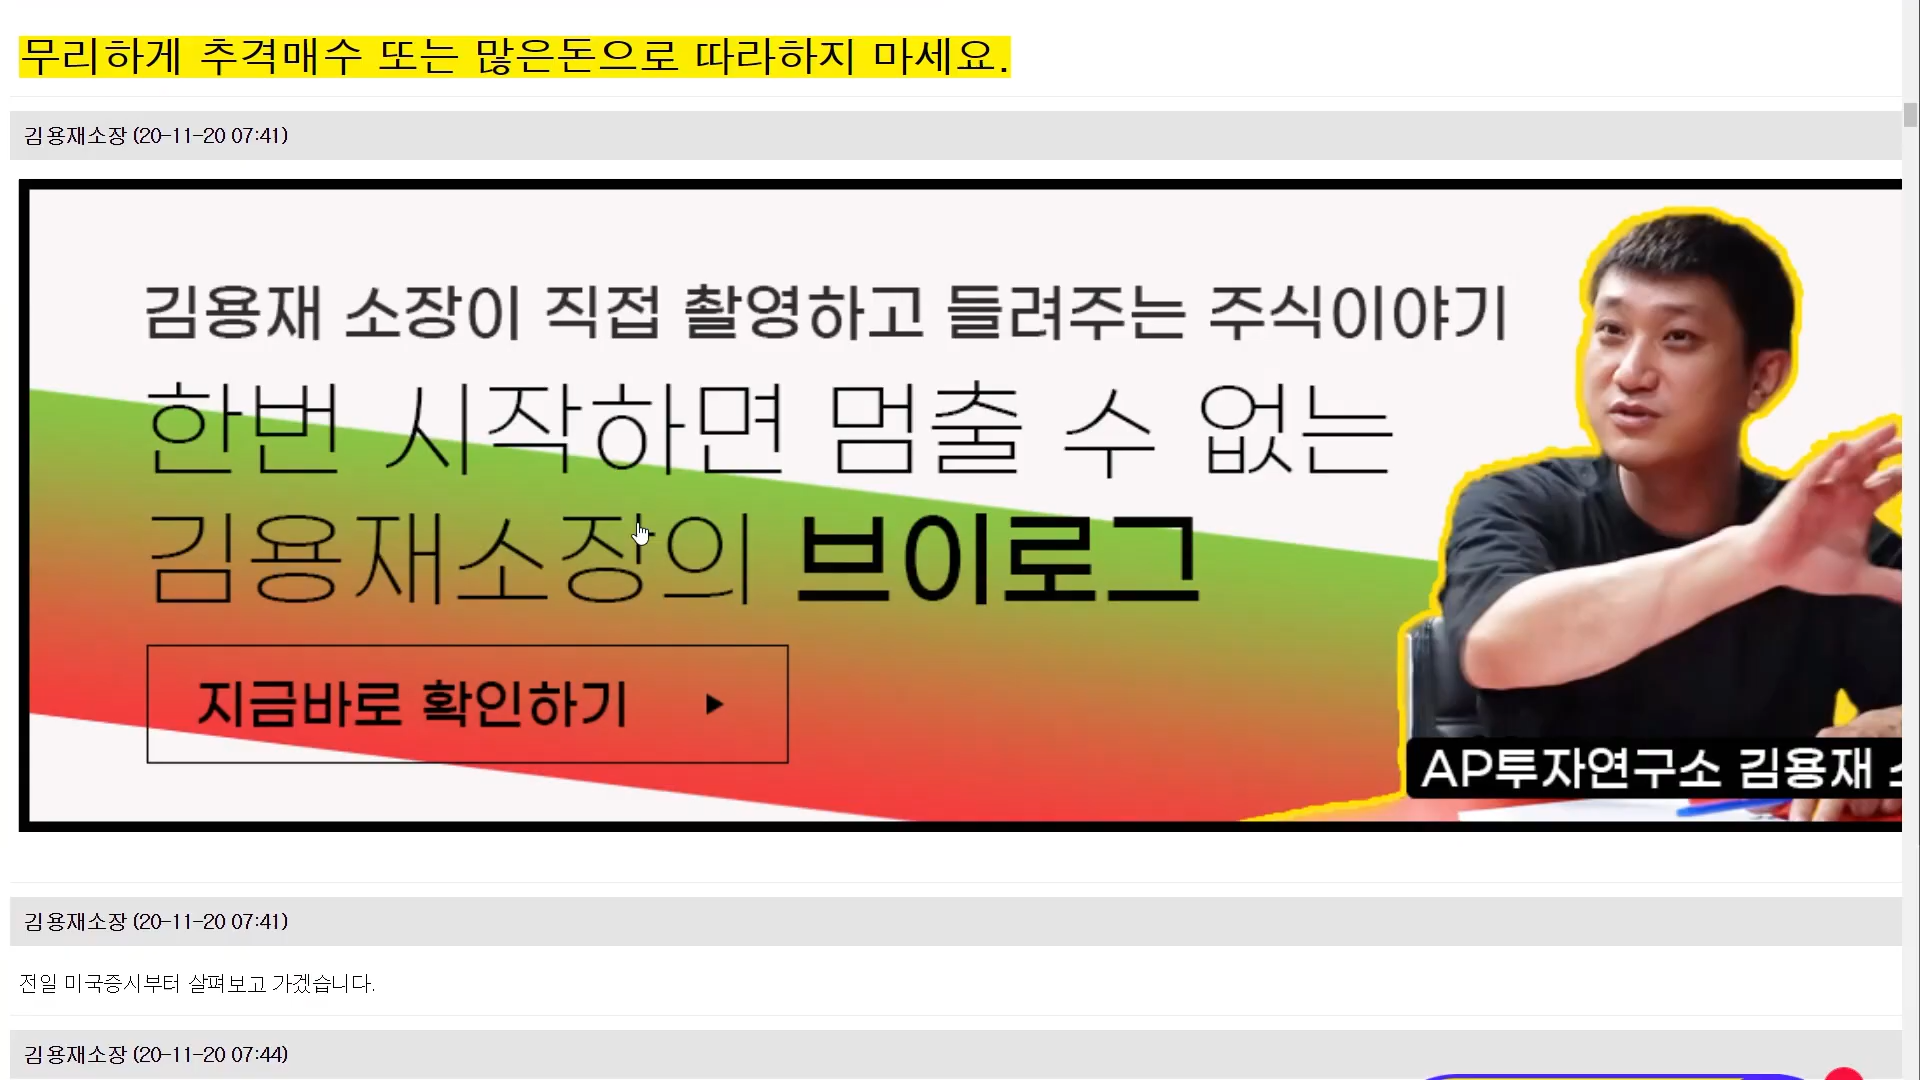 무리하게 추격매수 또는 많은돈으로 따라하지 마세요.
김용재소장 (20-11-20 07:41)
김용재 소장이 직접 촬영하고 들려주는 주식이야기
한번 시작하면 멈출 수 없는
김용재소장의 브이로그
지금바로 확인하기
AP투자연구소 김용재
김용재소장 (20-11-20 07:41)
전일 미국증시부터 살펴보고 가겠습니다.
김용재소장 (20-11-20 07:44)